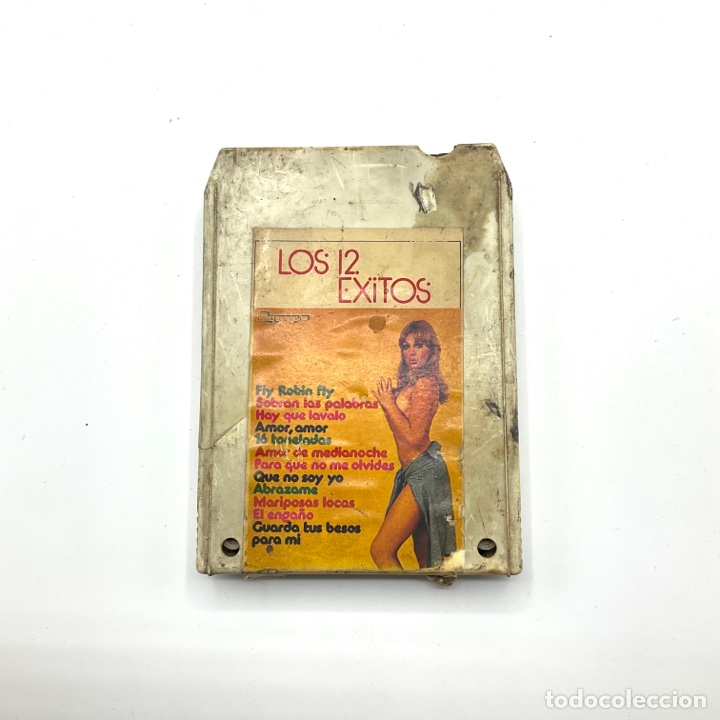 LOS 12
EXITOS
Olympo
Fly Robin fly
Sobran las palabras
Hay que lavalo
Amor, amor
16 toneladas
Amor de medianoche
Para que no me olvides
Que no soy yo
Abrazame
Mariposas locas
El engaño
Guarda tus besos
para mi
todocoleccion.net